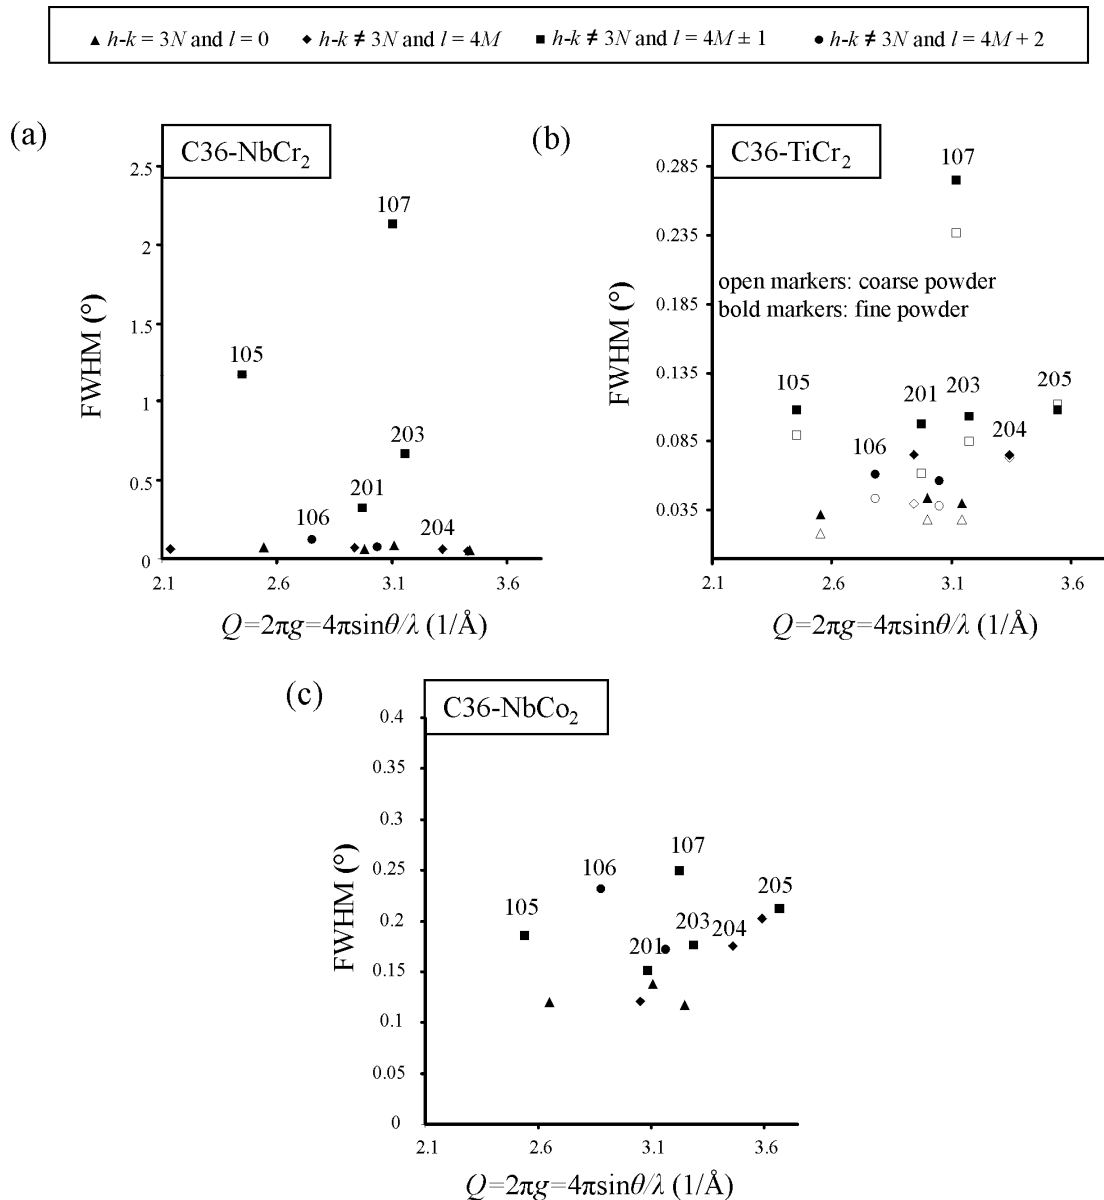 ▲ h-k = 3N and l = 0 ◆ h-k ≠ 3N and l = 4M ■ h-k ≠ 3N and l = 4M ± 1 ● h-k ≠ 3N and l = 4M + 2
(a)
C36-NbCr₂
FWHM (°)
2.5
2
1.5
1
0.5
0
107
105
203
201
106
204
2.1 2.6 3.1 3.6
Q=2πg=4πsinθ/λ (1/Å)
(b)
C36-TiCr₂
FWHM (°)
0.285
0.235
0.185
0.135
0.085
0.035
107
open markers: coarse powder
bold markers: fine powder
105
201
203
205
106
204
2.1 2.6 3.1 3.6
Q=2πg=4πsinθ/λ (1/Å)
(c)
C36-NbCo₂
FWHM (°)
0.4
0.35
0.3
0.25
0.2
0.15
0.1
0.05
0
107
106
205
105
203
204
201
2.1 2.6 3.1 3.6
Q=2πg=4πsinθ/λ (1/Å)